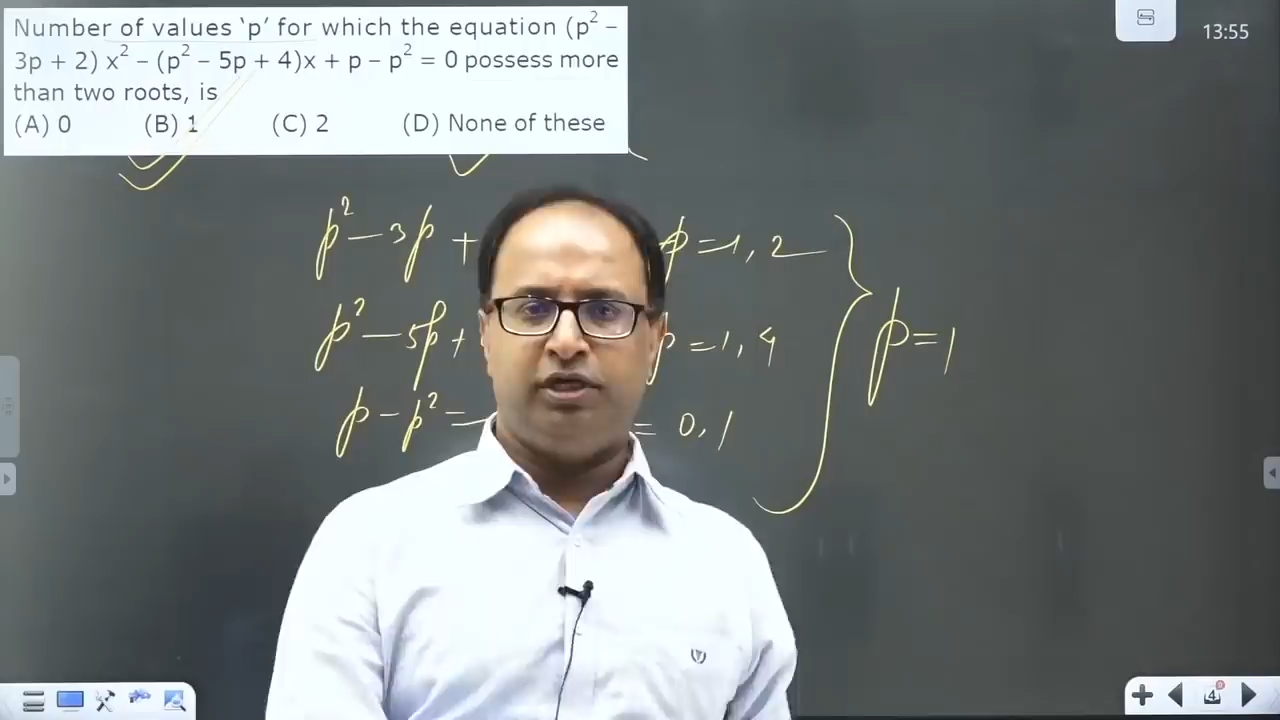 Number of values ‘p’ for which the equation (p² –
3p + 2) x² – (p² – 5p + 4)x + p – p² = 0 possess more
than two roots, is
(A) 0 (B) 1 (C) 2 (D) None of these
13:55
p² – 3p + p = 1, 2
p² – 5p + p = 1, 4
p – p² = = 0, 1
p = 1
4